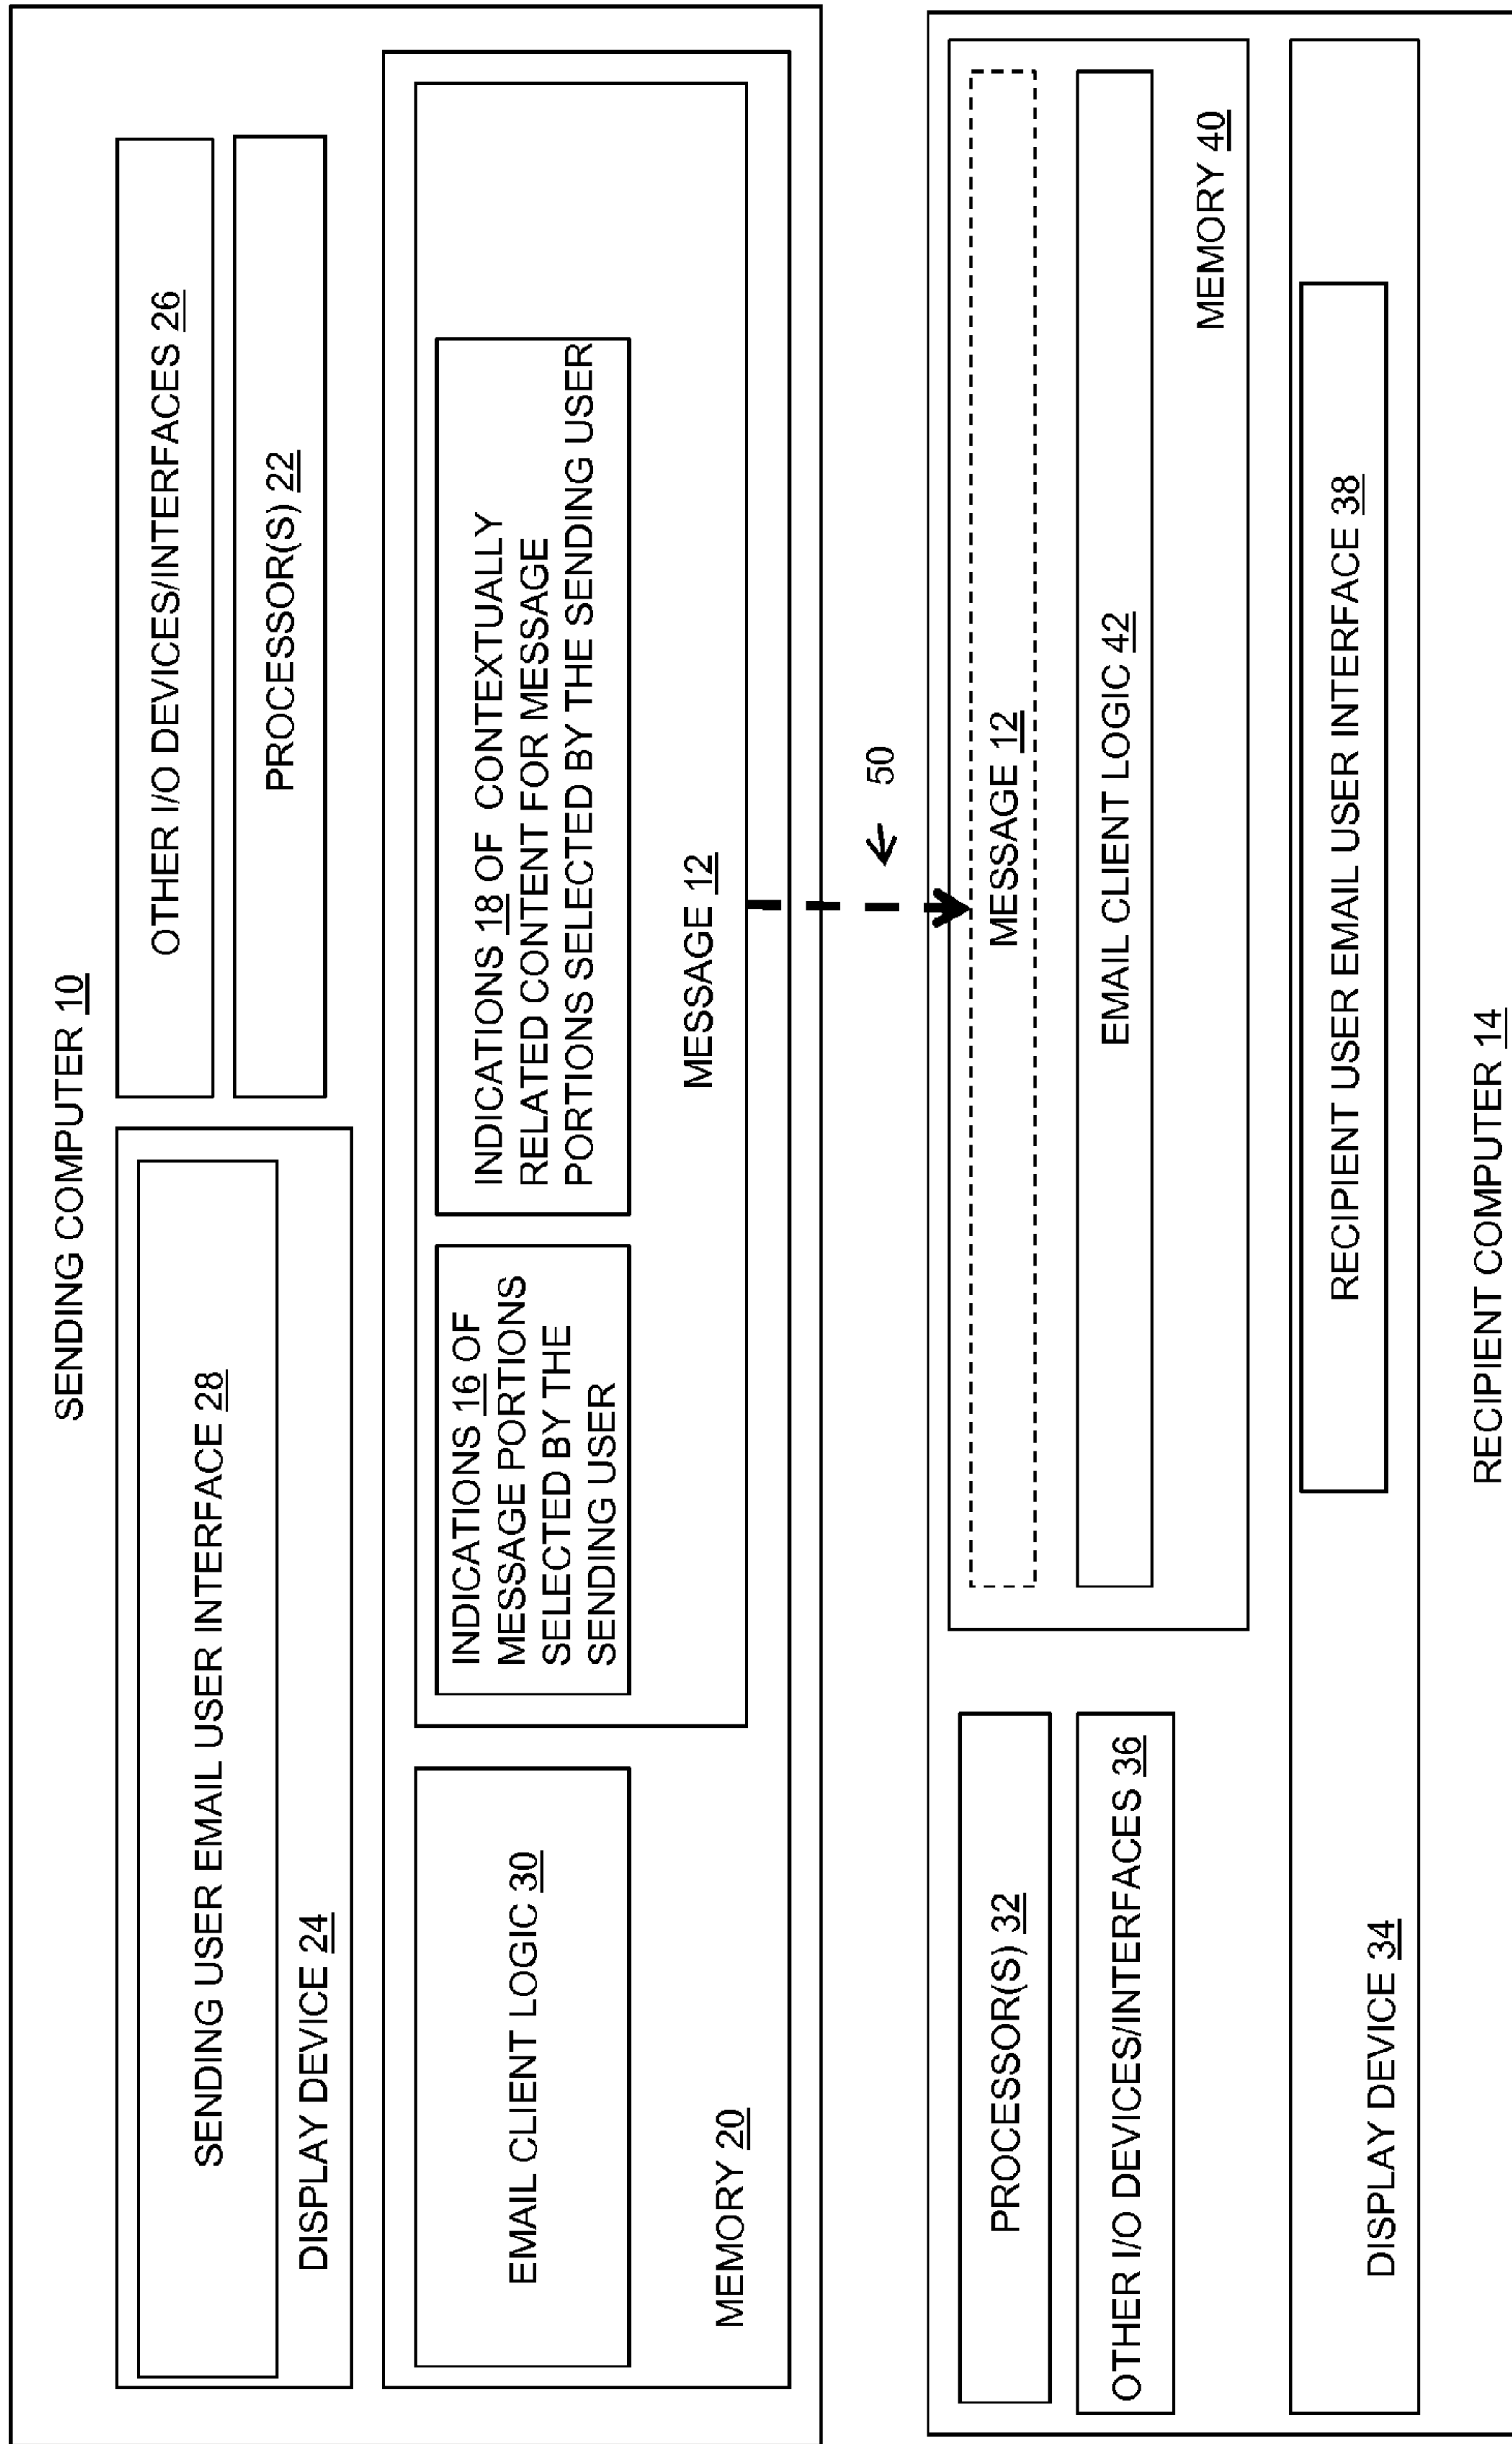 SENDING COMPUTER 10
SENDING USER EMAIL USER INTERFACE 28
DISPLAY DEVICE 24
OTHER I/O DEVICES/INTERFACES 26
PROCESSOR(S) 22
EMAIL CLIENT LOGIC 30
MEMORY 20
INDICATIONS 16 OF
MESSAGE PORTIONS
SELECTED BY THE
SENDING USER
INDICATIONS 18 OF CONTEXTUALLY
RELATED CONTENT FOR MESSAGE
PORTIONS SELECTED BY THE SENDING USER
MESSAGE 12
50
PROCESSOR(S) 32
OTHER I/O DEVICES/INTERFACES 36
MESSAGE 12
EMAIL CLIENT LOGIC 42
MEMORY 40
RECIPIENT USER EMAIL USER INTERFACE 38
DISPLAY DEVICE 34
RECIPIENT COMPUTER 14